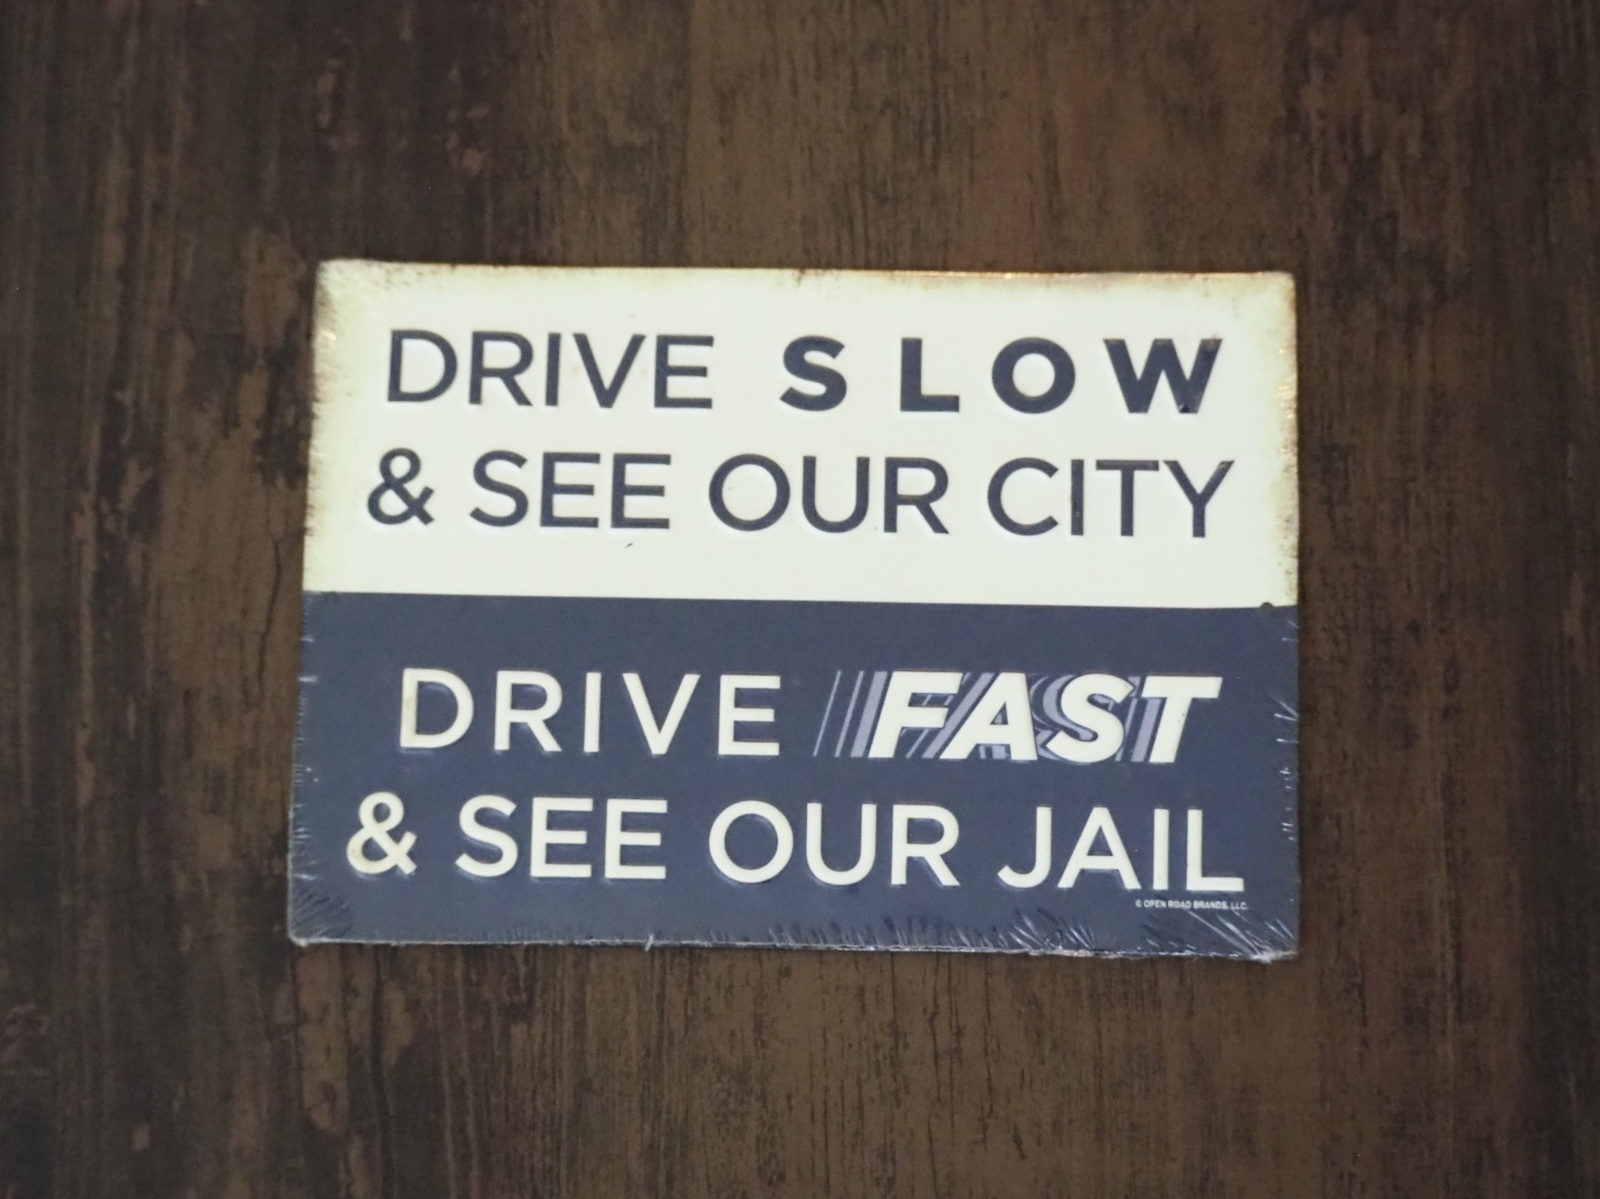 DRIVE SLOW
& SEE OUR CITY
DRIVE FAST
& SEE OUR JAIL
© OPEN ROAD BRANDS, LLC.